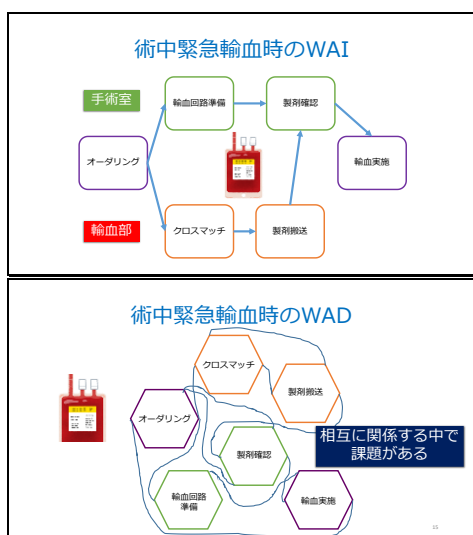 術中緊急輸血時のWAI
手術室
輸血回路準備
製剤確認
オーダリング
輸血実施
輸血部
クロスマッチ
製剤搬送
術中緊急輸血時のWAD
クロスマッチ
製剤搬送
オーダリング
相互に関係する中で
課題がある
製剤確認
輸血回路
準備
輸血実施
15